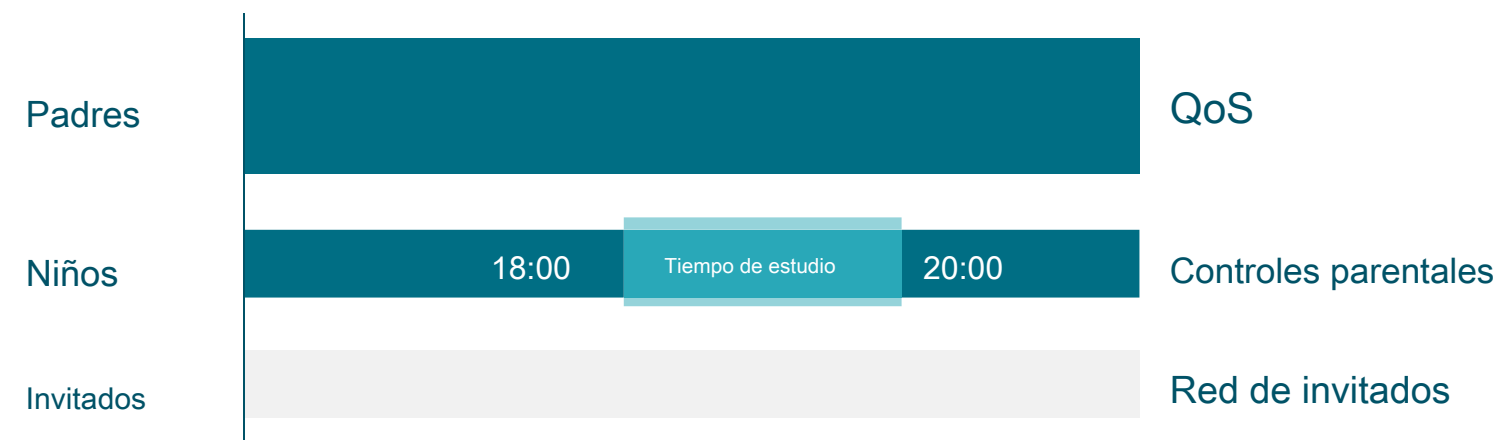 Padres
QoS
Niños
18:00
Tiempo de estudio
20:00
Controles parentales
Invitados
Red de invitados